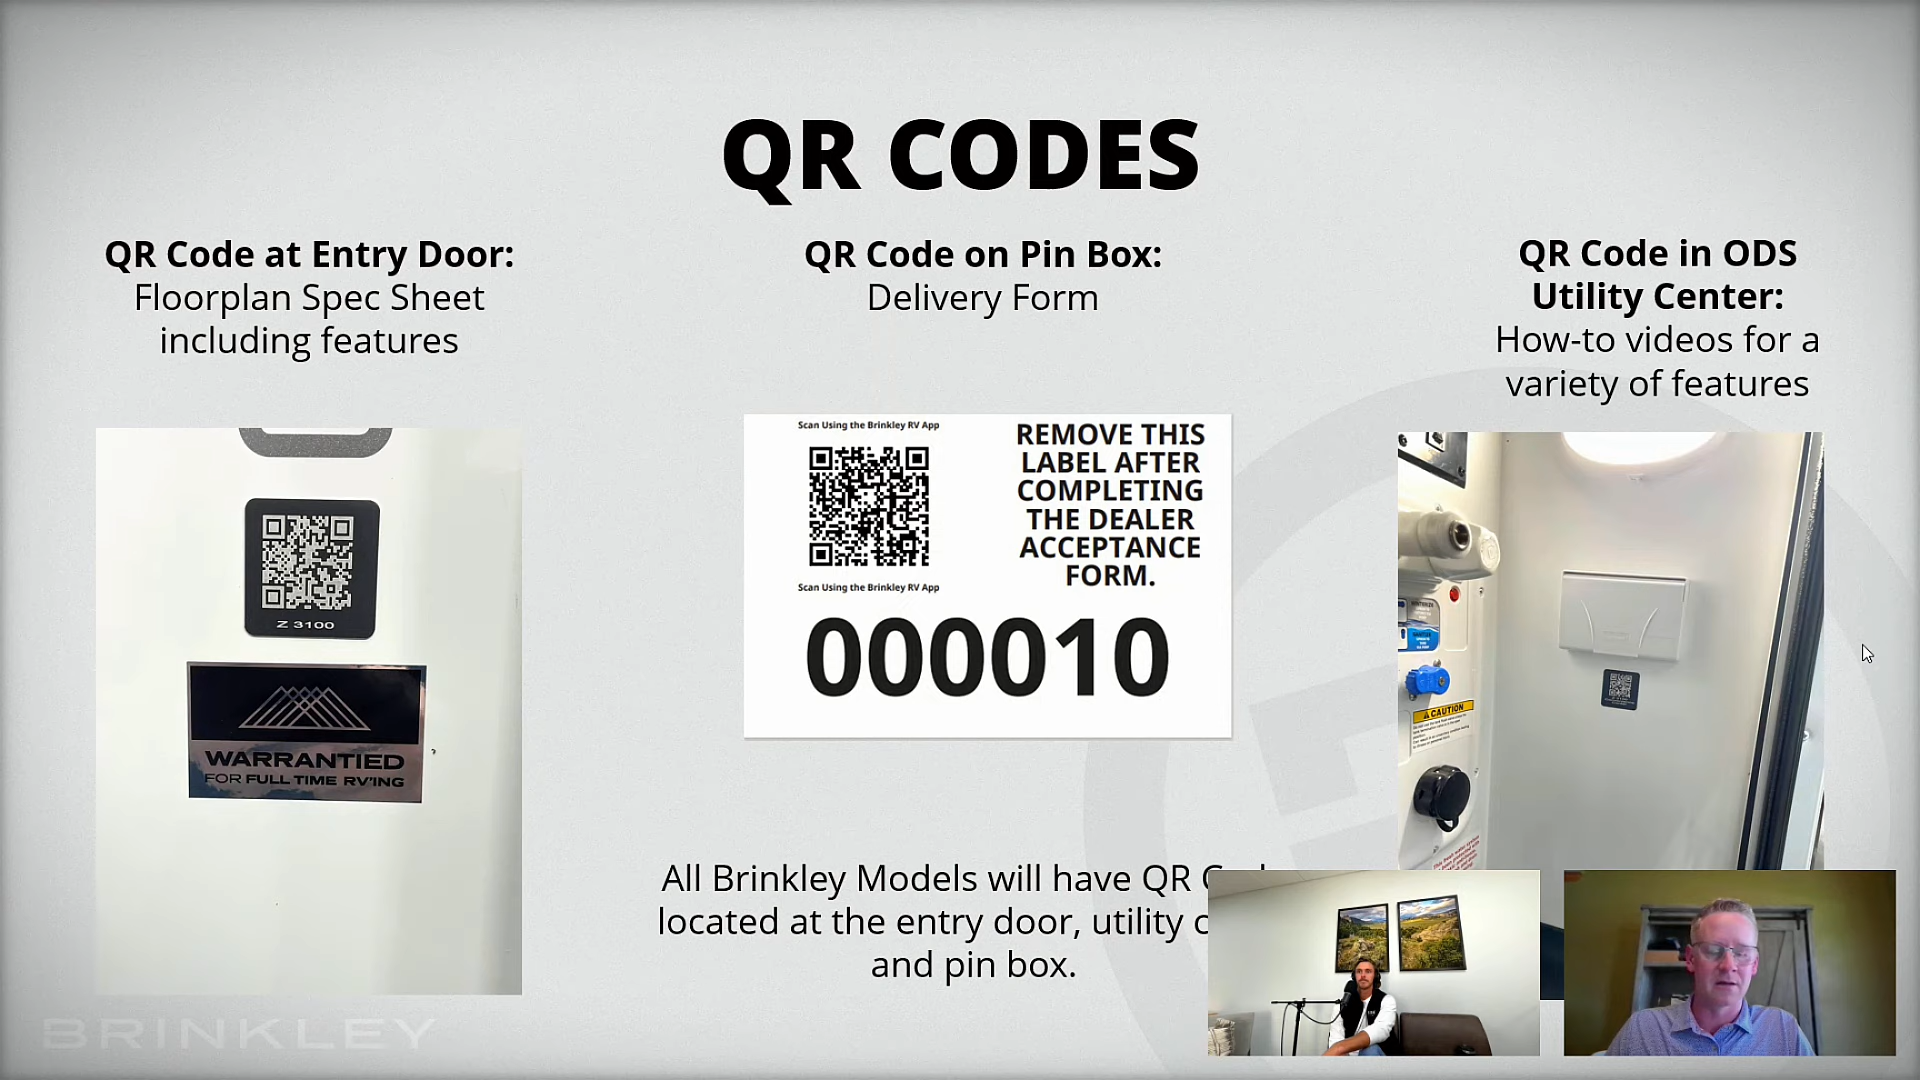 QR CODES
QR Code at Entry Door:
Floorplan Spec Sheet
including features
QR Code on Pin Box:
Delivery Form
QR Code in ODS
Utility Center:
How-to videos for a
variety of features
Z 3100
WARRANTIED
FOR FULL TIME RV'ING
Scan Using the Brinkley RV App
Scan Using the Brinkley RV App
REMOVE THIS
LABEL AFTER
COMPLETING
THE DEALER
ACCEPTANCE
FORM.
000010
CAUTION
All Brinkley Models will have QR
located at the entry door, utility
and pin box.
BRINKLEY